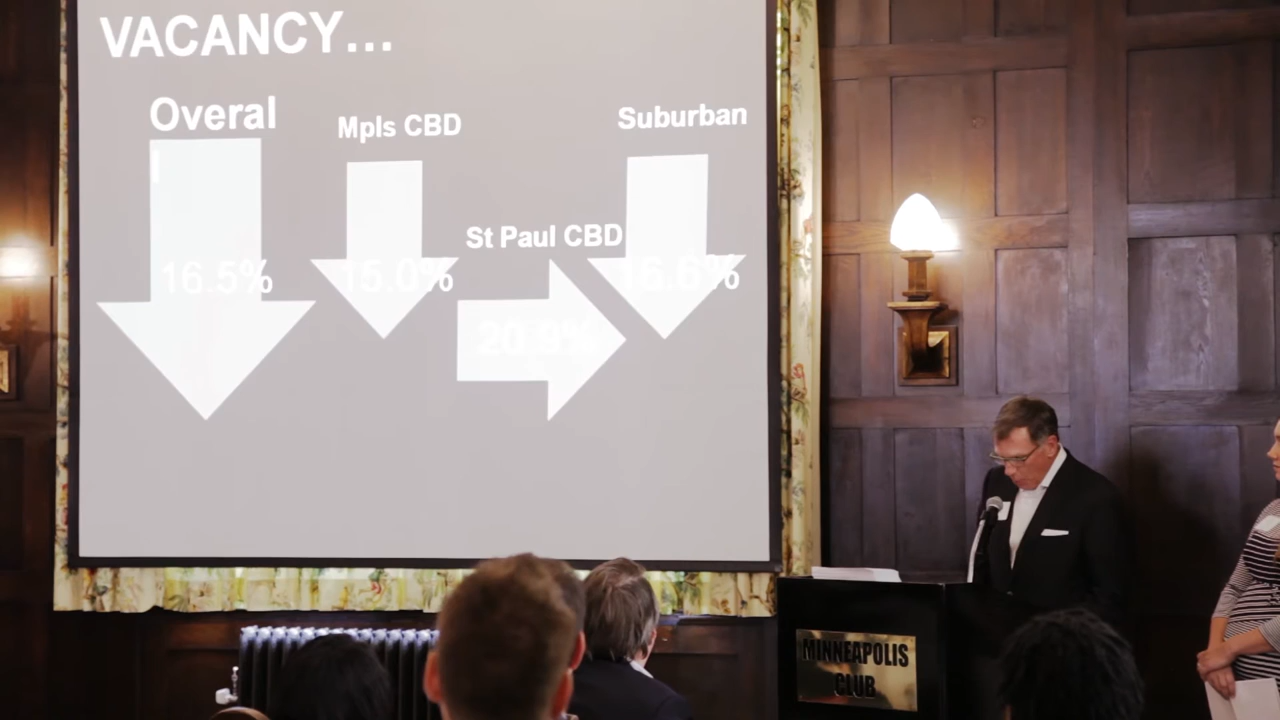 VACANCY...
Overal
Mpls CBD
Suburban
St Paul CBD
16.5%
15.0%
16.6%
20.9%
MINNEAPOLIS
CLUB